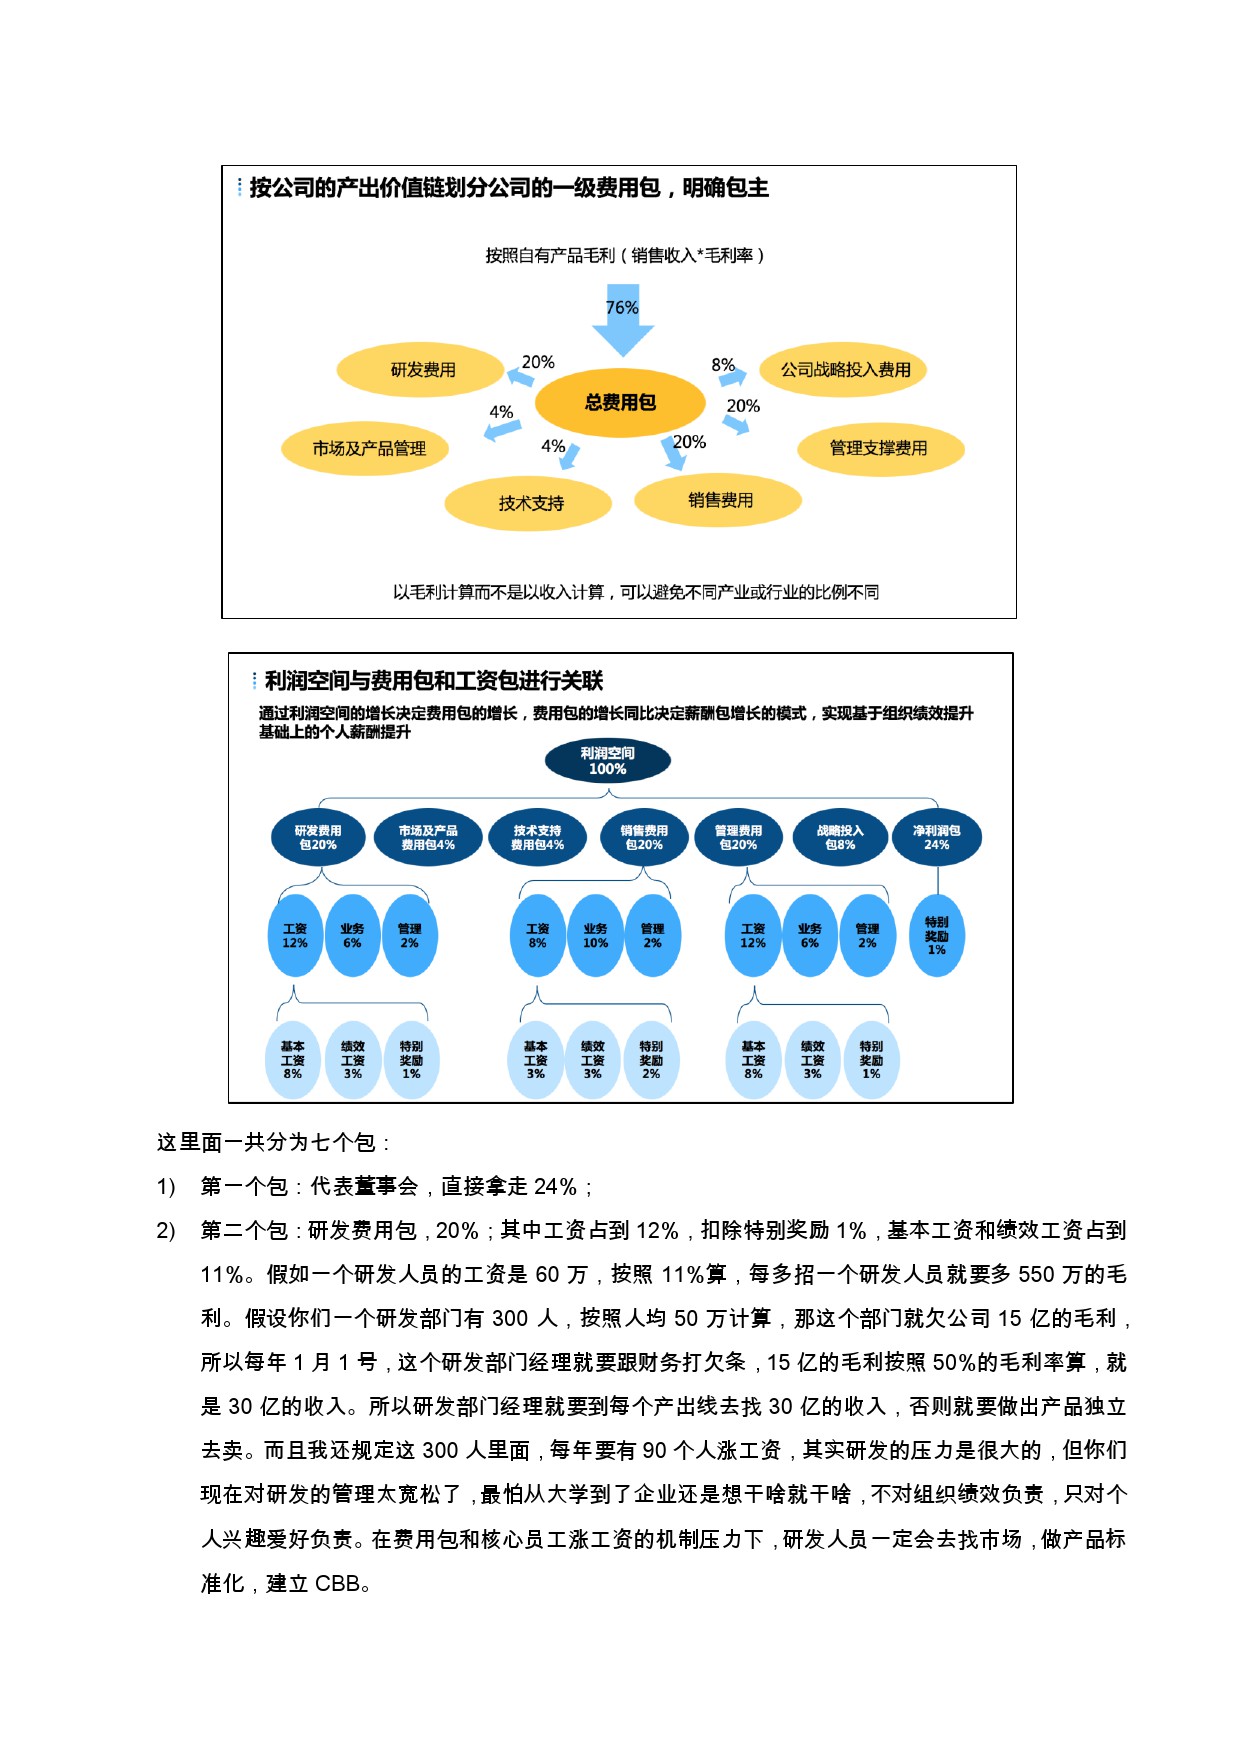 按公司的产出价值链划分公司的一级费用包，明确包主
按照自有产品毛利（销售收入*毛利率）
76%
研发费用
20%
8%
公司战略投入费用
总费用包
4%
20%
市场及产品管理
4%
20%
管理支撑费用
技术支持
销售费用
以毛利计算而不是以收入计算，可以避免不同产业或行业的比例不同
利润空间与费用包和工资包进行关联
通过利润空间的增长决定费用包的增长，费用包的增长同比决定薪酬包增长的模式，实现基于组织绩效提升
基础上的个人薪酬提升
利润空间
100%
研发费用
包20%
市场及产品
费用包4%
技术支持
费用包4%
销售费用
包20%
管理费用
包20%
战略投入
包8%
净利润包
24%
工资
12%
业务
6%
管理
2%
工资
8%
业务
10%
管理
2%
工资
12%
业务
6%
管理
2%
特别
奖励
1%
基本
工资
8%
绩效
工资
3%
特别
奖励
1%
基本
工资
3%
绩效
工资
3%
特别
奖励
2%
基本
工资
8%
绩效
工资
3%
特别
奖励
1%
这里面一共分为七个包：
1) 第一个包：代表董事会，直接拿走 24%；
2) 第二个包：研发费用包，20%；其中工资占到 12%，扣除特别奖励 1%，基本工资和绩效工资占到
11%。假如一个研发人员的工资是 60 万，按照 11%算，每多招一个研发人员就要多 550 万的毛
利。假设你们一个研发部门有 300 人，按照人均 50 万计算，那这个部门就欠公司 15 亿的毛利，
所以每年 1 月 1 号，这个研发部门经理就要跟财务打欠条，15 亿的毛利按照 50%的毛利率算，就
是 30 亿的收入。所以研发部门经理就要到每个产出线去找 30 亿的收入，否则就要做出产品独立
去卖。而且我还规定这 300 人里面，每年要有 90 个人涨工资，其实研发的压力是很大的，但你们
现在对研发的管理太宽松了，最怕从大学到了企业还是想干啥就干啥，不对组织绩效负责，只对个
人兴趣爱好负责。在费用包和核心员工涨工资的机制压力下，研发人员一定会去找市场，做产品标
准化，建立 CBB。